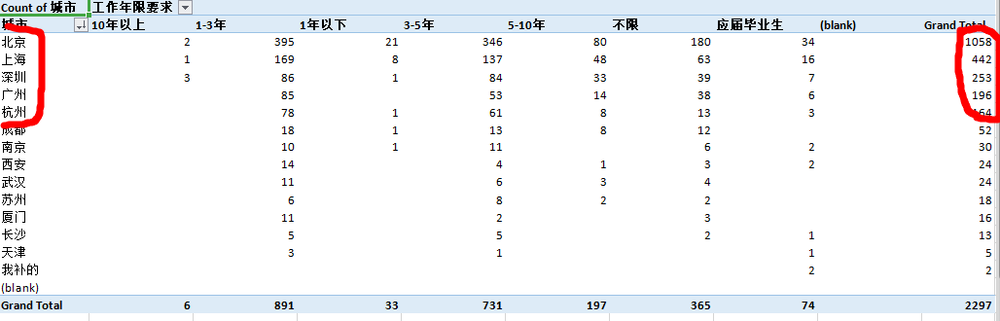 Count of 城市 工作年限要求
城市 10年以上 1-3年 1年以下 3-5年 5-10年 不限 应届毕业生 (blank) Grand Total
北京 2 395 21 346 80 180 34 1058
上海 1 169 8 137 48 63 16 442
深圳 3 86 1 84 33 39 7 253
广州 85 53 14 38 6 196
杭州 78 1 61 8 13 3 164
成都 18 1 13 8 12 52
南京 10 1 11 6 2 30
西安 14 4 1 3 2 24
武汉 11 6 3 4 24
苏州 6 8 2 2 18
厦门 11 2 3 16
长沙 5 5 2 1 13
天津 3 1 1 5
我补的 2 2
(blank)
Grand Total 6 891 33 731 197 365 74 2297